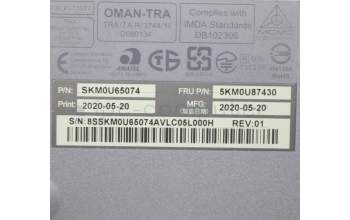 OMAN-TRA
D080134
Complies with
IMDA Standards
DB102306
P/N: SKM0U65074
FRU P/N: 5KM0U87430
Print: 2020-05-20
MFG: 2020-05-20
S/N: 8SSKM0U65074AVLC05L000H REV:01